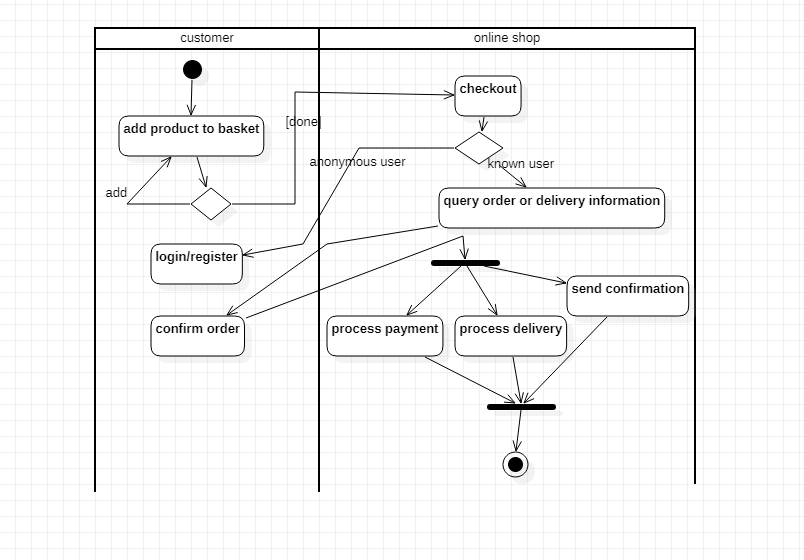 customer
online shop
checkout
[done]
add product to basket
anonymous user
known user
add
query order or delivery information
login/register
send confirmation
confirm order
process payment
process delivery